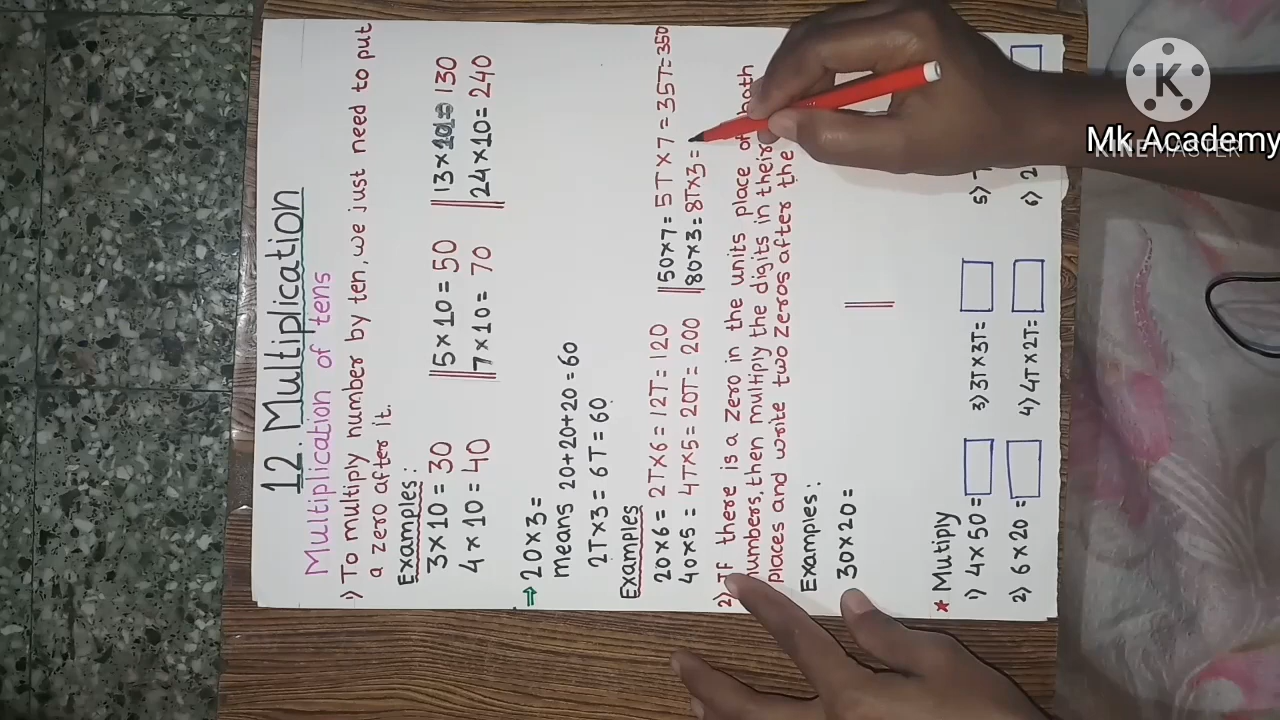 12. Multiplication
Multiplication of tens
1) To multiply number by ten, we just need to put
a zero after it.
Examples:
3×10=30 5×10=50 13×10=130
4×10=40 7×10=70 24×10=240
⇒ 20×3=
means 20+20+20=60
2T×3=6T=60
Examples
20×6=2T×6=12T=120 50×7=5T×7=35T=350
40×5=4T×5=20T=200 80×3=8T×3=
2) If there is a zero in the units place of both
numbers, then multiply the digits in their
places and write two zeros after the
Examples:
30×20=
* Mutiply
1) 4×50= 3) 3T×3T= 5)
2) 6×20= 4) 4T×2T= 6) 2
K
Mk Academy
KINEMASTER